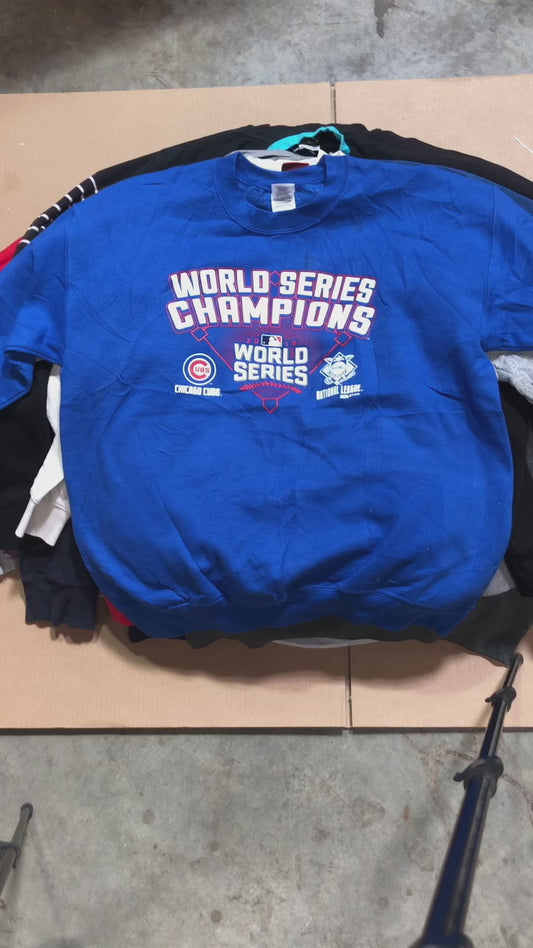 WORLD SERIES
CHAMPIONS
WORLD
SERIES
CUBS
CHICAGO CUBS
NATIONAL LEAGUE